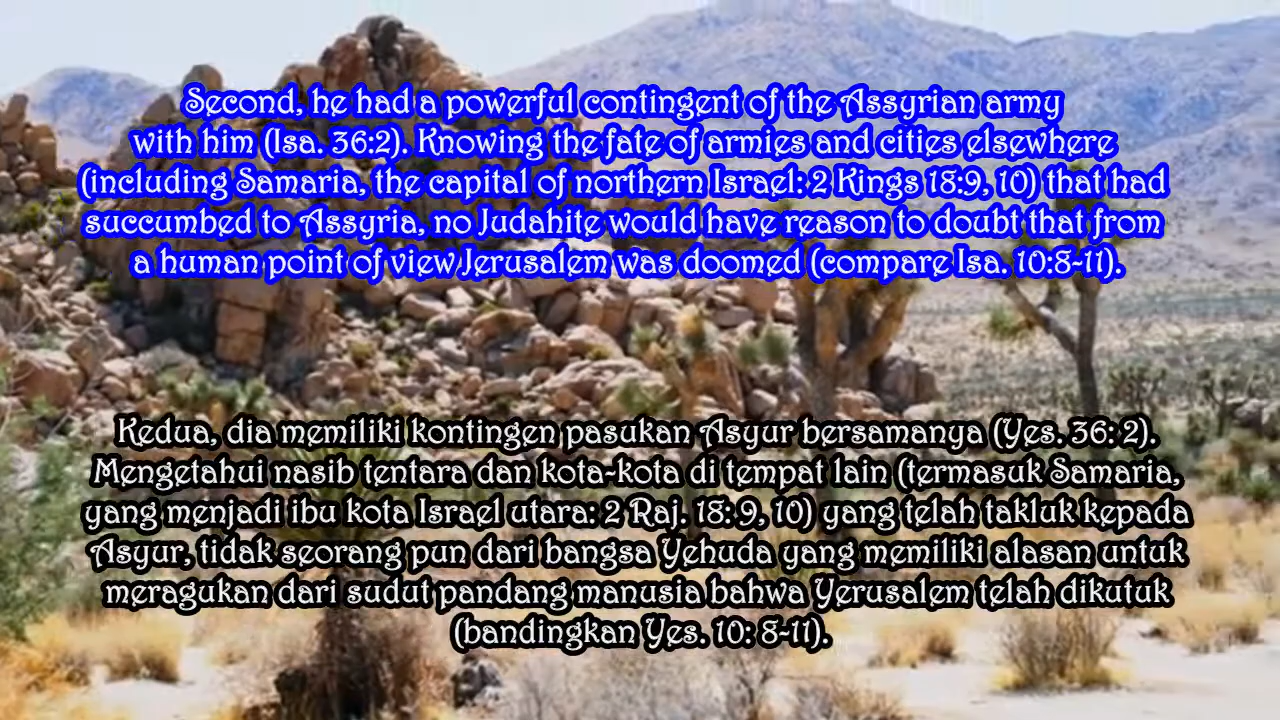 Second, he had a powerful contingent of the Assyrian army
with him (Isa. 36:2). Knowing the fate of armies and cities elsewhere
(including Samaria, the capital of northern Israel: 2 Kings 18:9, 10) that had
succumbed to Assyria, no Judahite would have reason to doubt that from
a human point of view Jerusalem was doomed (compare Isa. 10:8-11).
Kedua, dia memiliki kontingen pasukan Asyur bersamanya (Yes. 36: 2).
Mengetahui nasib tentara dan kota-kota di tempat lain (termasuk Samaria,
yang menjadi ibu kota Israel utara: 2 Raj. 18: 9, 10) yang telah takluk kepada
Asyur, tidak seorang pun dari bangsa Yehuda yang memiliki alasan untuk
meragukan dari sudut pandang manusia bahwa Yerusalem telah dikutuk
(bandingkan Yes. 10: 8-11).